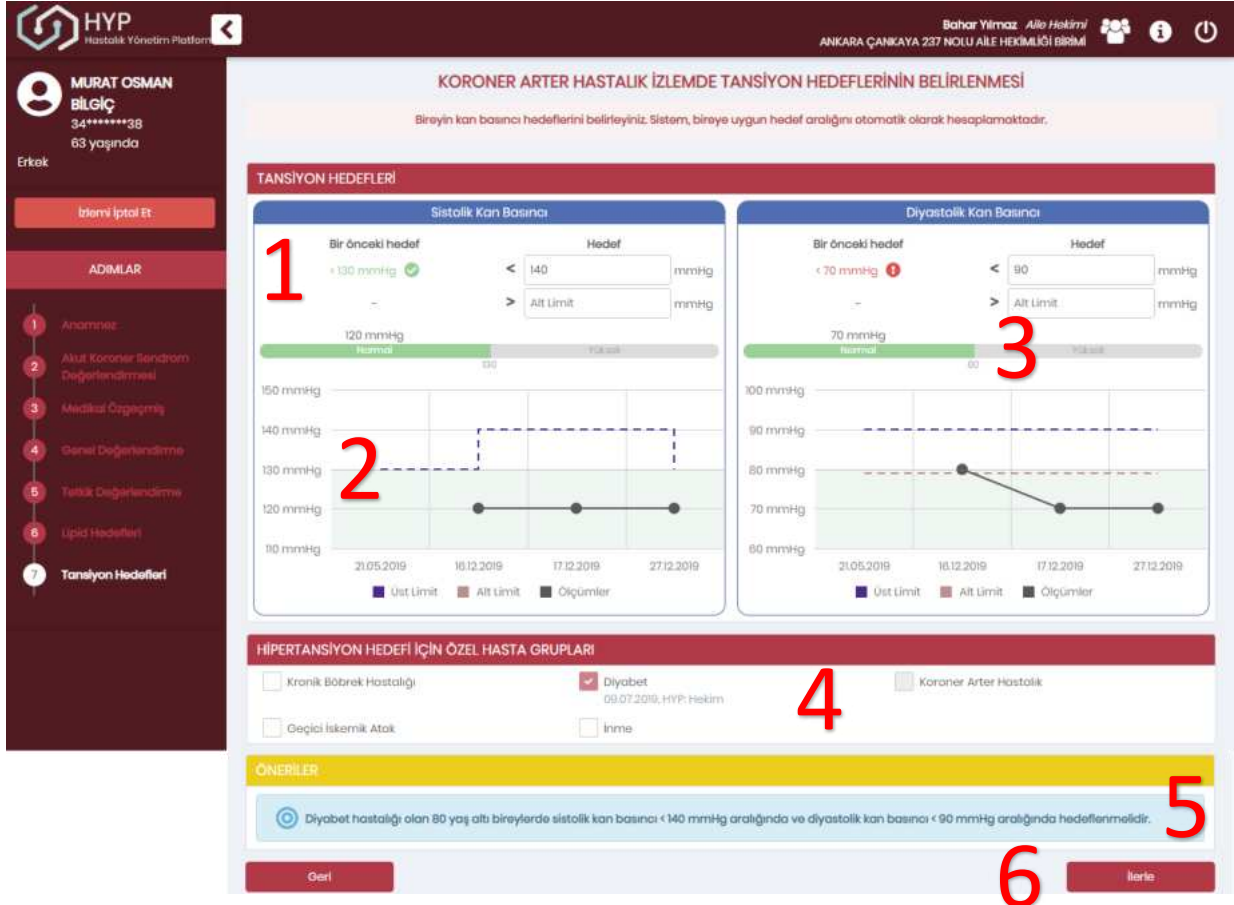 HYP
Hastalık Yönetim Platform
Bahar Yılmaz Aile Hekimi
ANKARA ÇANKAYA 237 NOLU AİLE HEKİMLİĞİ BİRİMİ
MURAT OSMAN
BİLGİÇ
34*******38
63 yaşında
Erkek
İzlemi İptal Et
ADIMLAR
1 Anamnez
2 Akut Koroner Sendrom
Değerlendirmesi
3 Medikal Özgeçmiş
4 Genel Değerlendirme
5 Tetkik Değerlendirme
6 Lipid Hedefleri
7 Tansiyon Hedefleri
KORONER ARTER HASTALIK İZLEMDE TANSİYON HEDEFLERİNİN BELİRLENMESİ
Bireyin kan basıncı hedeflerini belirleyiniz. Sistem, bireye uygun hedef aralığını otomatik olarak hesaplamaktadır.
TANSİYON HEDEFLERİ
Sistolik Kan Basıncı
1
Bir önceki hedef Hedef
<130 mmHg < 140 mmHg
- > Alt Limit mmHg
120 mmHg
Normal Yüksek
130
150 mmHg
140 mmHg
2
130 mmHg
120 mmHg
110 mmHg
21.05.2019 16.12.2019 17.12.2019 27.12.2019
Üst Limit Alt Limit Ölçümler
Diyastolik Kan Basıncı
Bir önceki hedef Hedef
<70 mmHg < 90 mmHg
- > Alt Limit mmHg
70 mmHg
3
Normal Yüksek
80
100 mmHg
90 mmHg
80 mmHg
70 mmHg
60 mmHg
21.05.2019 16.12.2019 17.12.2019 27.12.2019
Üst Limit Alt Limit Ölçümler
HİPERTANSİYON HEDEFİ İÇİN ÖZEL HASTA GRUPLARI
Kronik Böbrek Hastalığı Diyabet Koroner Arter Hastalık
09.07.2019, HYP: Hekim
4
Geçici İskemik Atak İnme
ÖNERİLER
5
Diyabet hastalığı olan 80 yaş altı bireylerde sistolik kan basıncı <140 mmHg aralığında ve diyastolik kan basıncı < 90 mmHg aralığında hedeflenmelidir.
6
Geri İlerle